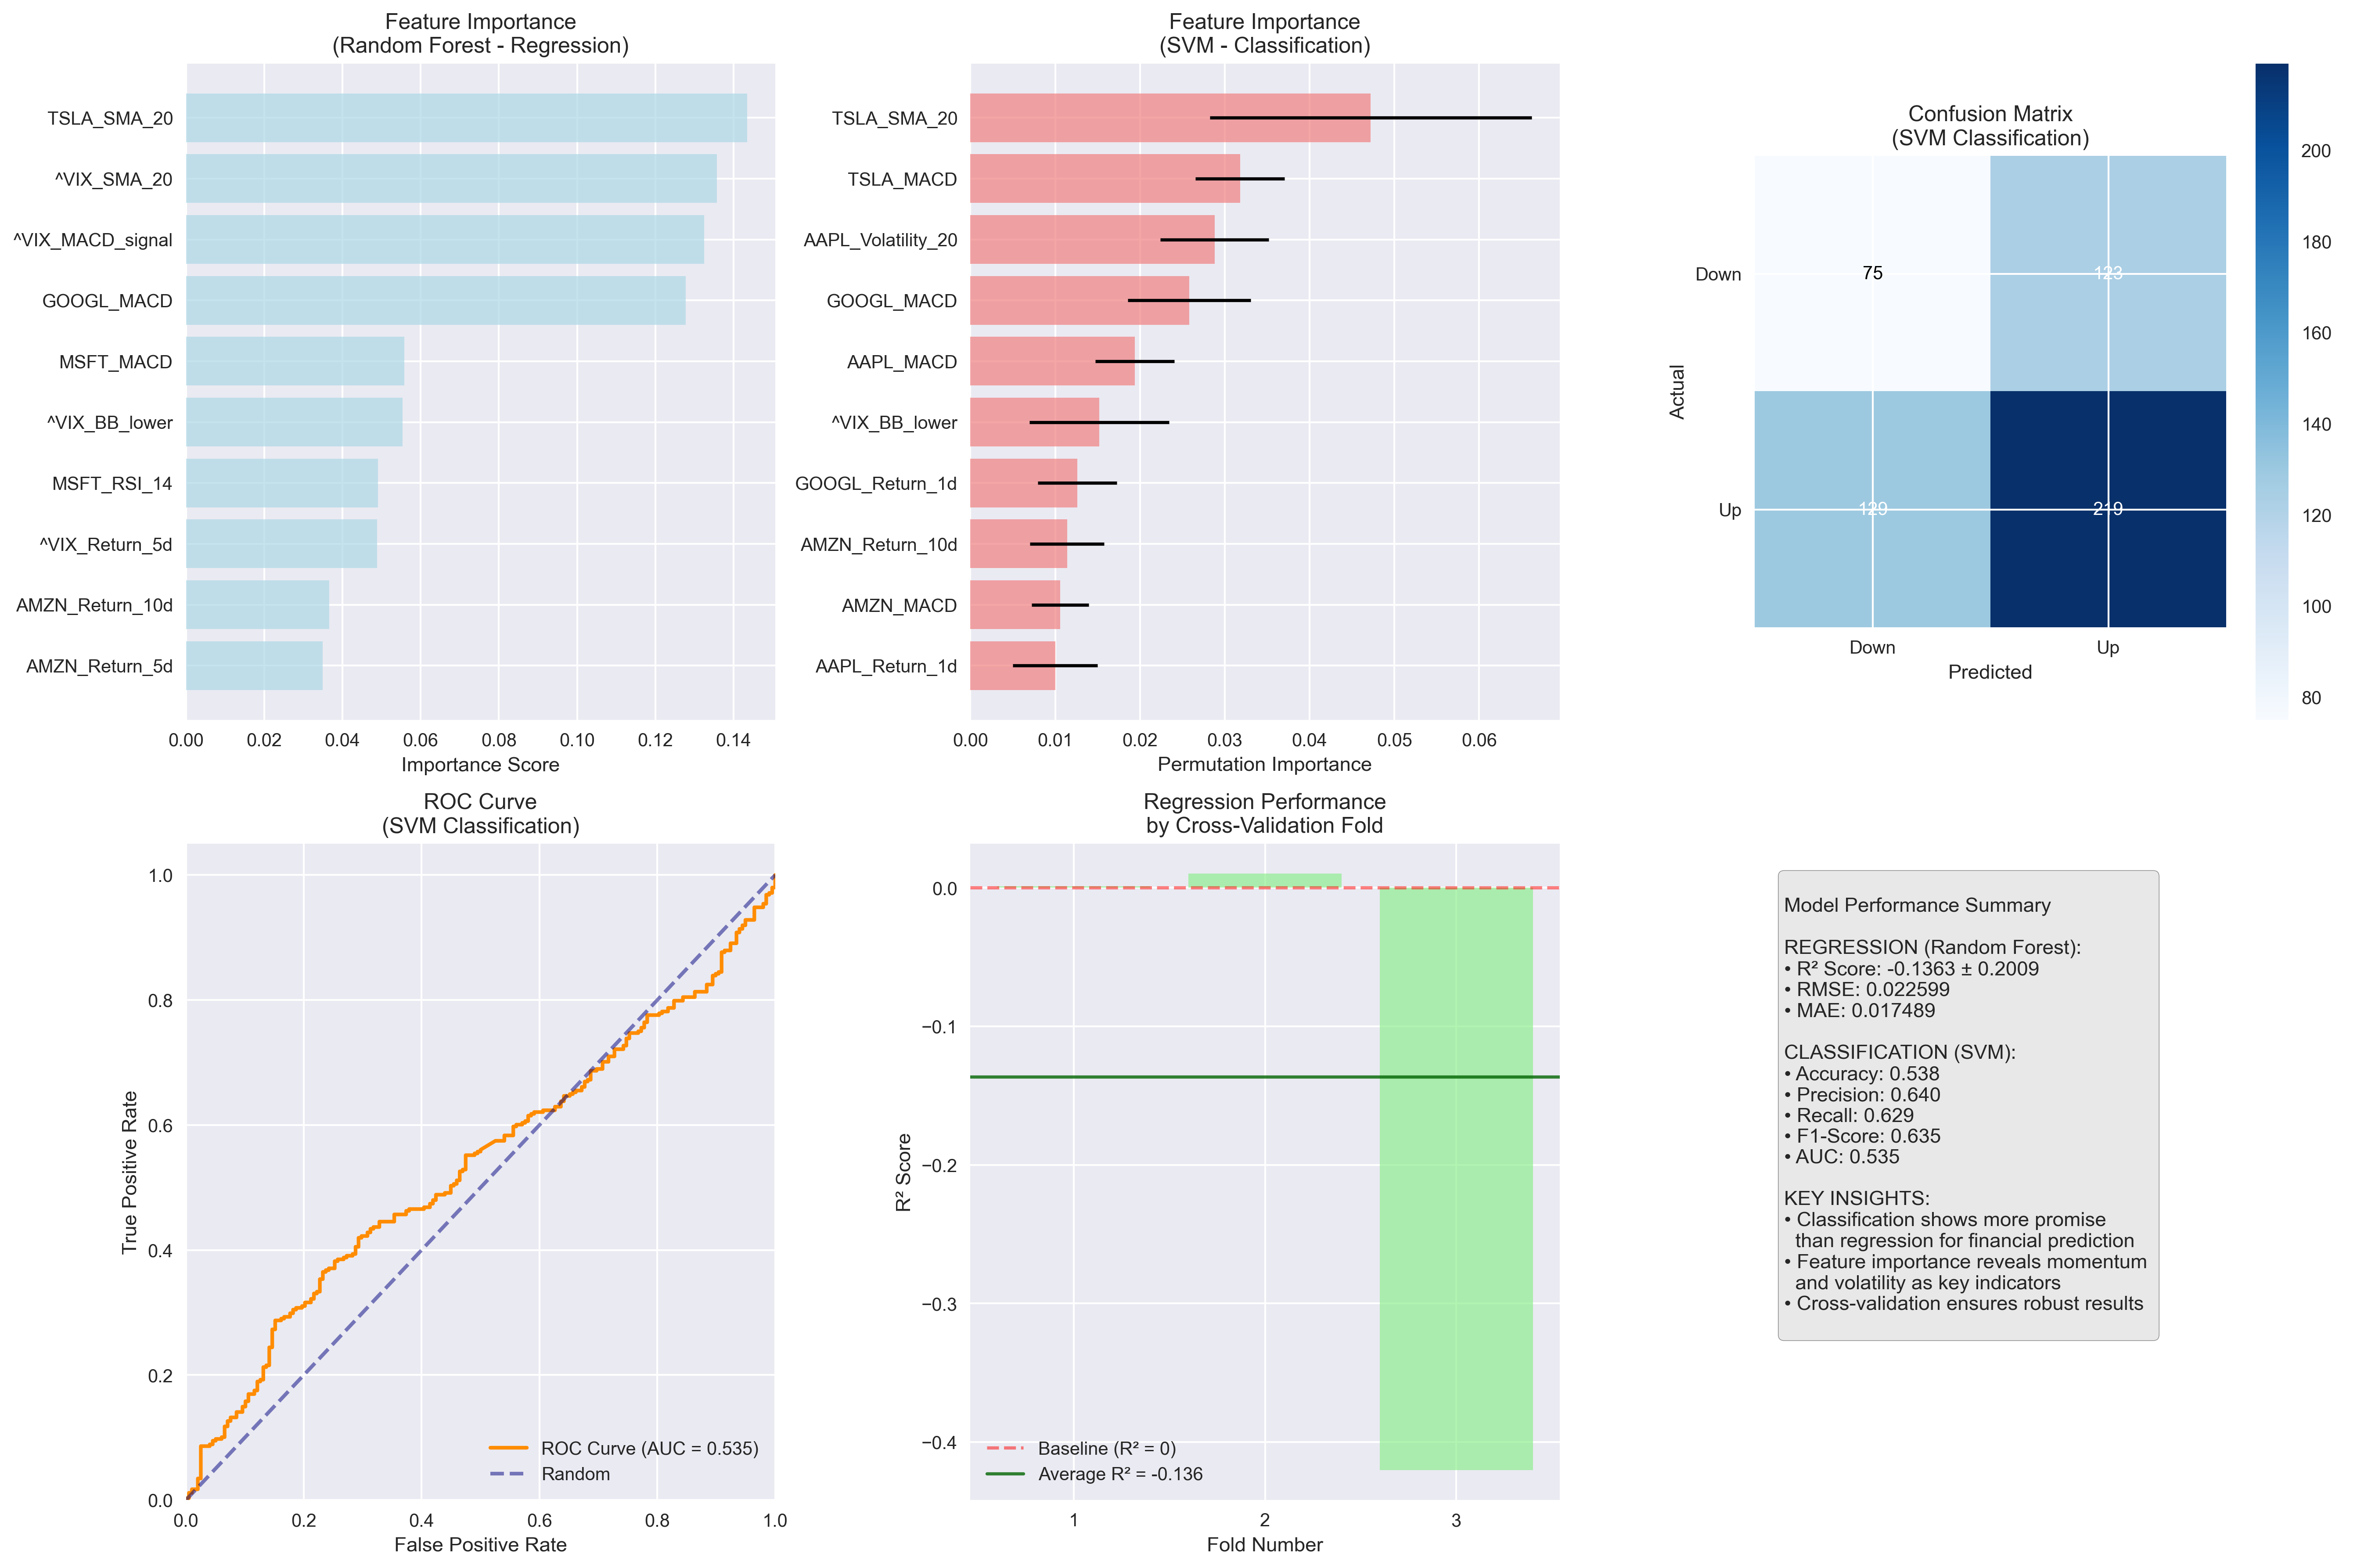 Feature Importance
(Random Forest - Regression)
TSLA_SMA_20
^VIX_SMA_20
^VIX_MACD_signal
GOOGL_MACD
MSFT_MACD
^VIX_BB_lower
MSFT_RSI_14
^VIX_Return_5d
AMZN_Return_10d
AMZN_Return_5d
0.00 0.02 0.04 0.06 0.08 0.10 0.12 0.14
Importance Score
Feature Importance
(SVM - Classification)
TSLA_SMA_20
TSLA_MACD
AAPL_Volatility_20
GOOGL_MACD
AAPL_MACD
^VIX_BB_lower
GOOGL_Return_1d
AMZN_Return_10d
AMZN_MACD
AAPL_Return_1d
0.00 0.01 0.02 0.03 0.04 0.05 0.06
Permutation Importance
Confusion Matrix
(SVM Classification)
Actual
Down
75 123
Up
129 219
Down Up
Predicted
200
180
160
140
120
100
80
ROC Curve
(SVM Classification)
True Positive Rate
1.0
0.8
0.6
0.4
0.2
0.0
0.0 0.2 0.4 0.6 0.8 1.0
False Positive Rate
ROC Curve (AUC = 0.535)
Random
Regression Performance
by Cross-Validation Fold
R² Score
0.0
−0.1
−0.2
−0.3
−0.4
1 2 3
Fold Number
Baseline (R² = 0)
Average R² = -0.136
Model Performance Summary
REGRESSION (Random Forest):
• R² Score: -0.1363 ± 0.2009
• RMSE: 0.022599
• MAE: 0.017489
CLASSIFICATION (SVM):
• Accuracy: 0.538
• Precision: 0.640
• Recall: 0.629
• F1-Score: 0.635
• AUC: 0.535
KEY INSIGHTS:
• Classification shows more promise
than regression for financial prediction
• Feature importance reveals momentum
and volatility as key indicators
• Cross-validation ensures robust results